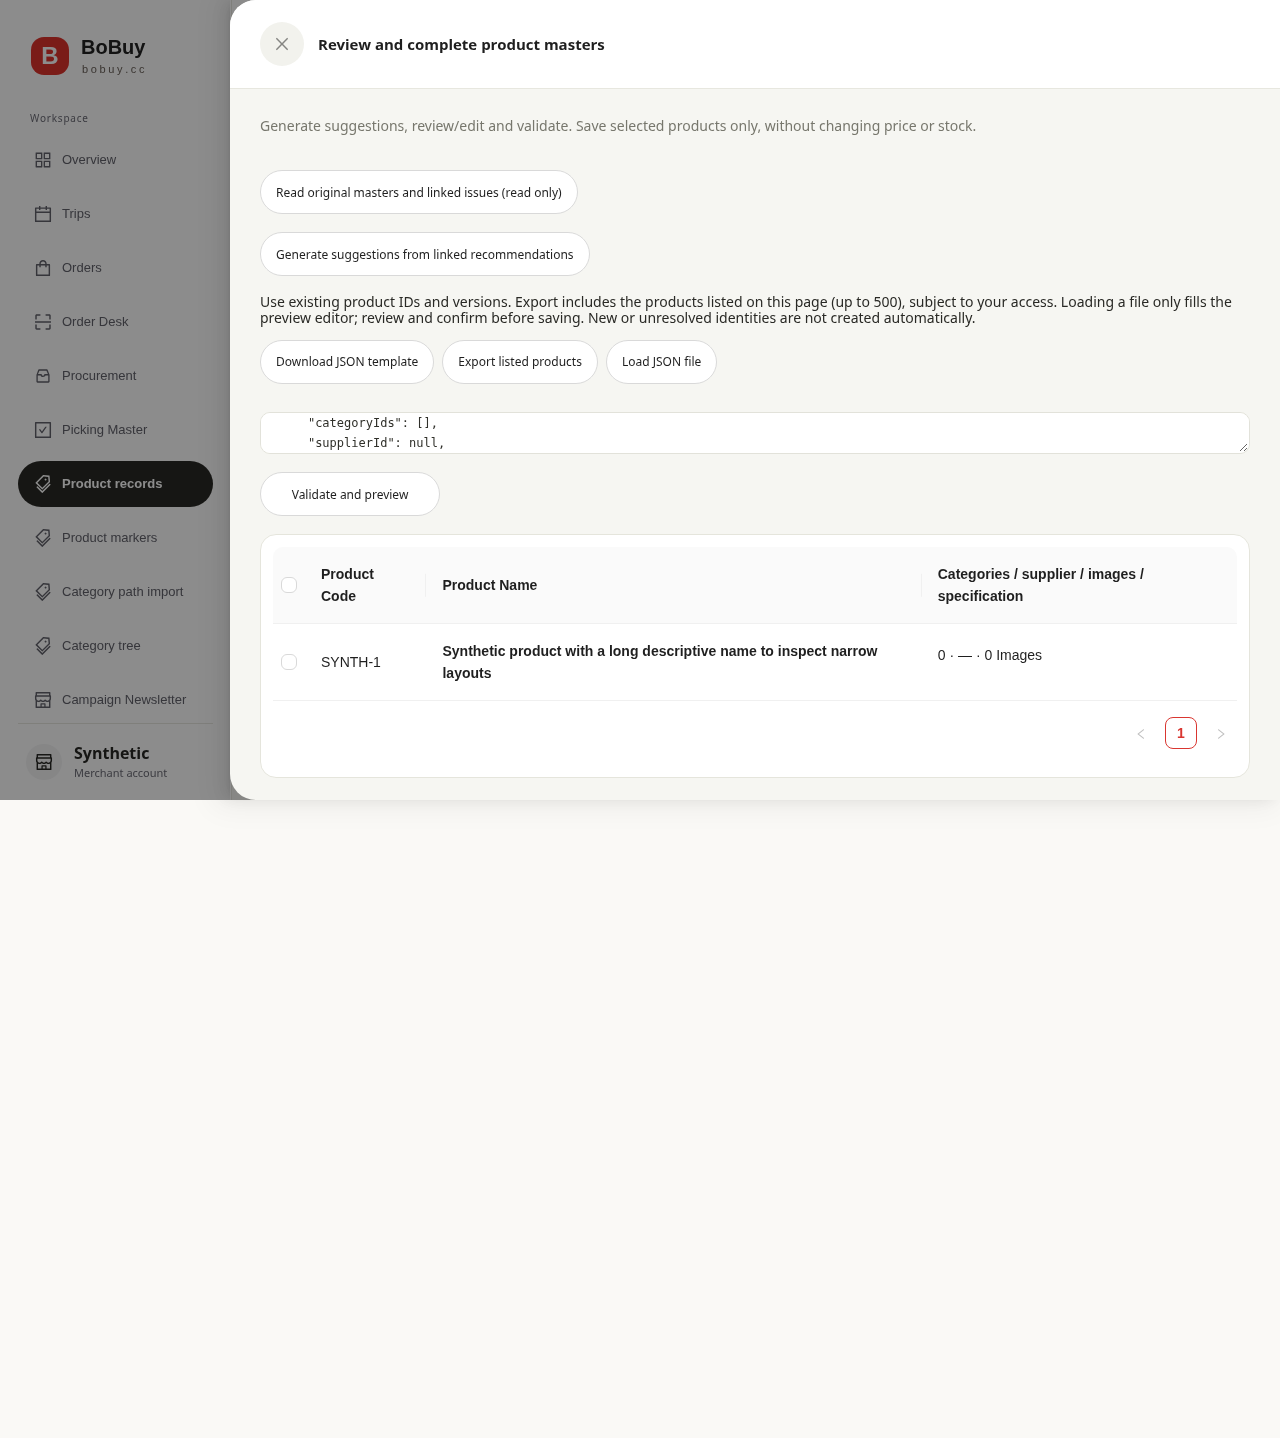 B
BoBuy
bobuy.cc
Workspace
Overview
Trips
Orders
Order Desk
Procurement
Picking Master
Product records
Product markers
Category path import
Category tree
Campaign Newsletter
Synthetic
Merchant account
Review and complete product masters
Generate suggestions, review/edit and validate. Save selected products only, without changing price or stock.
Read original masters and linked issues (read only)
Generate suggestions from linked recommendations
Use existing product IDs and versions. Export includes the products listed on this page (up to 500), subject to your access. Loading a file only fills the
preview editor; review and confirm before saving. New or unresolved identities are not created automatically.
Download JSON template
Export listed products
Load JSON file
"categoryIds": [],
"supplierId": null,
Validate and preview
Product
Code
Product Name
Categories / supplier / images /
specification
SYNTH-1
Synthetic product with a long descriptive name to inspect narrow
layouts
0 · — · 0 Images
1